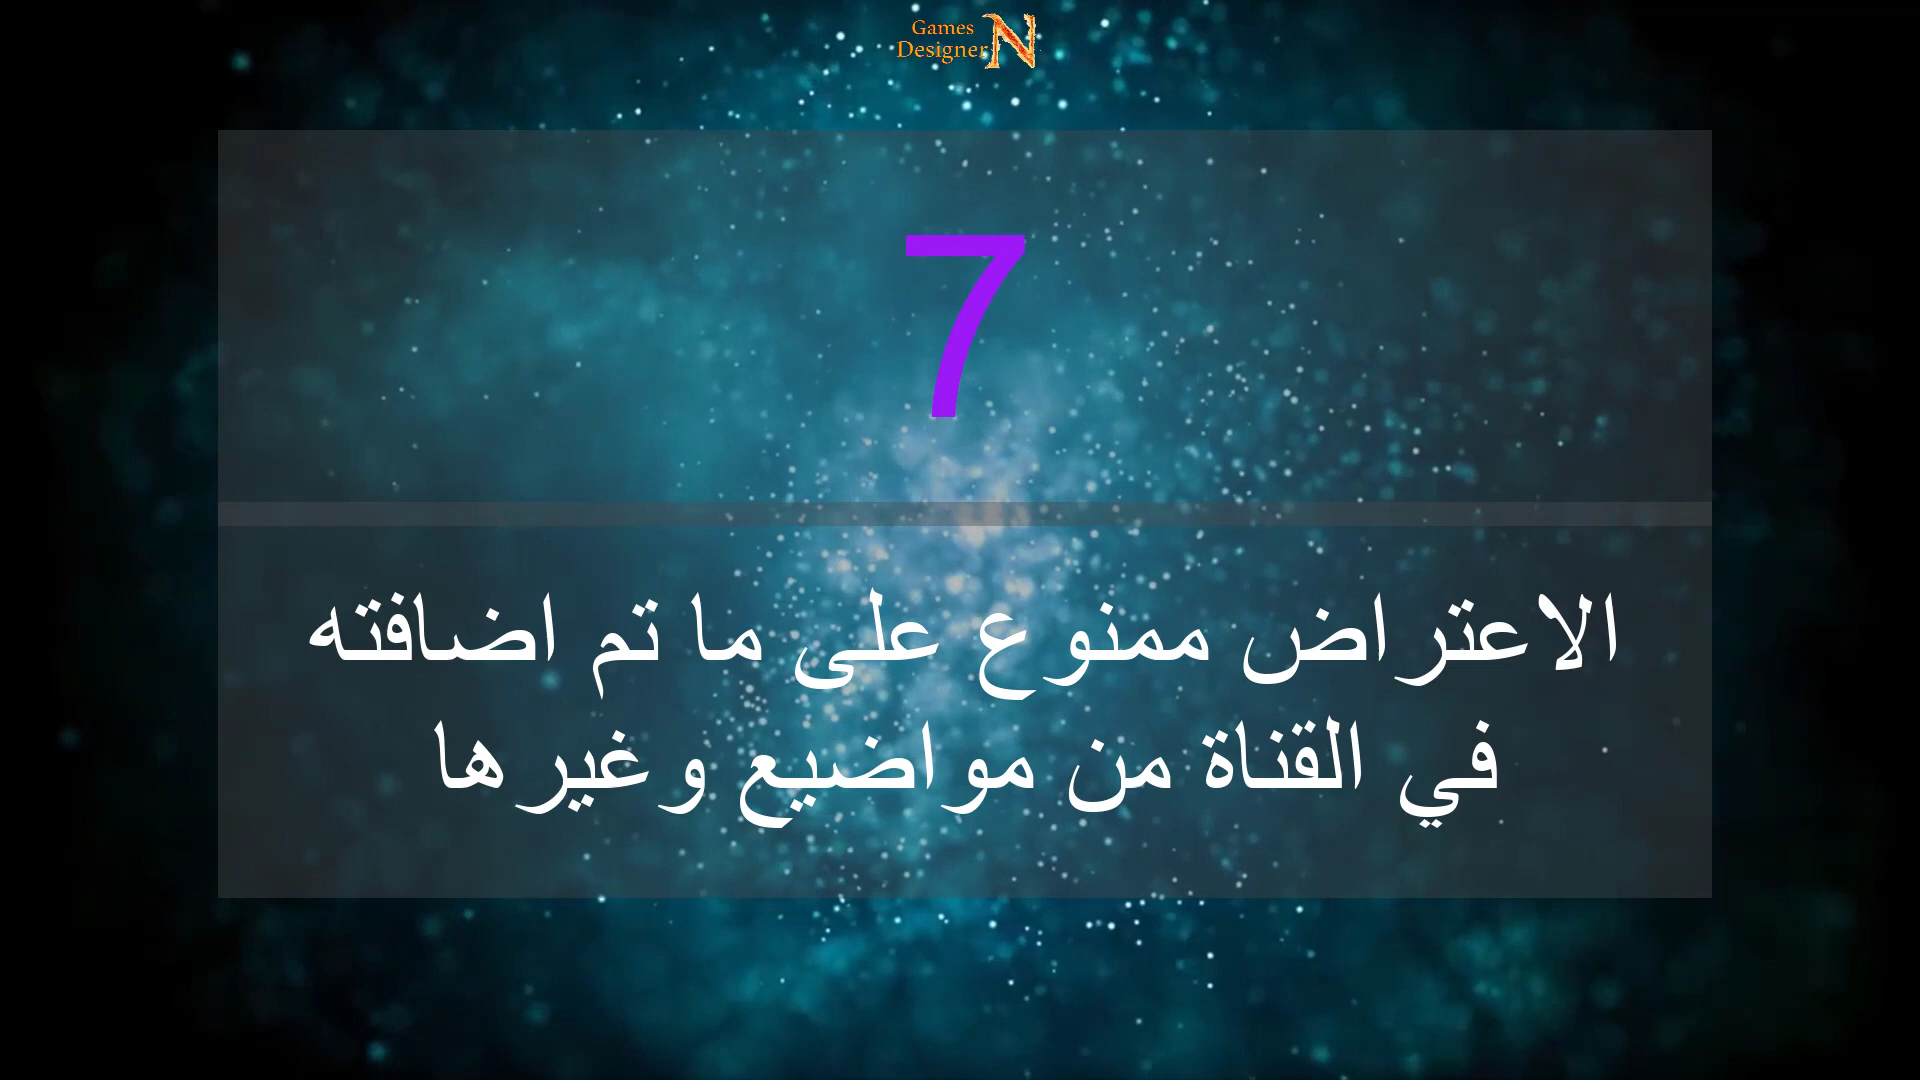 Games
Designer N
7
الاعتراض ممنوع على ما تم اضافته
في القناة من مواضيع وغيرها